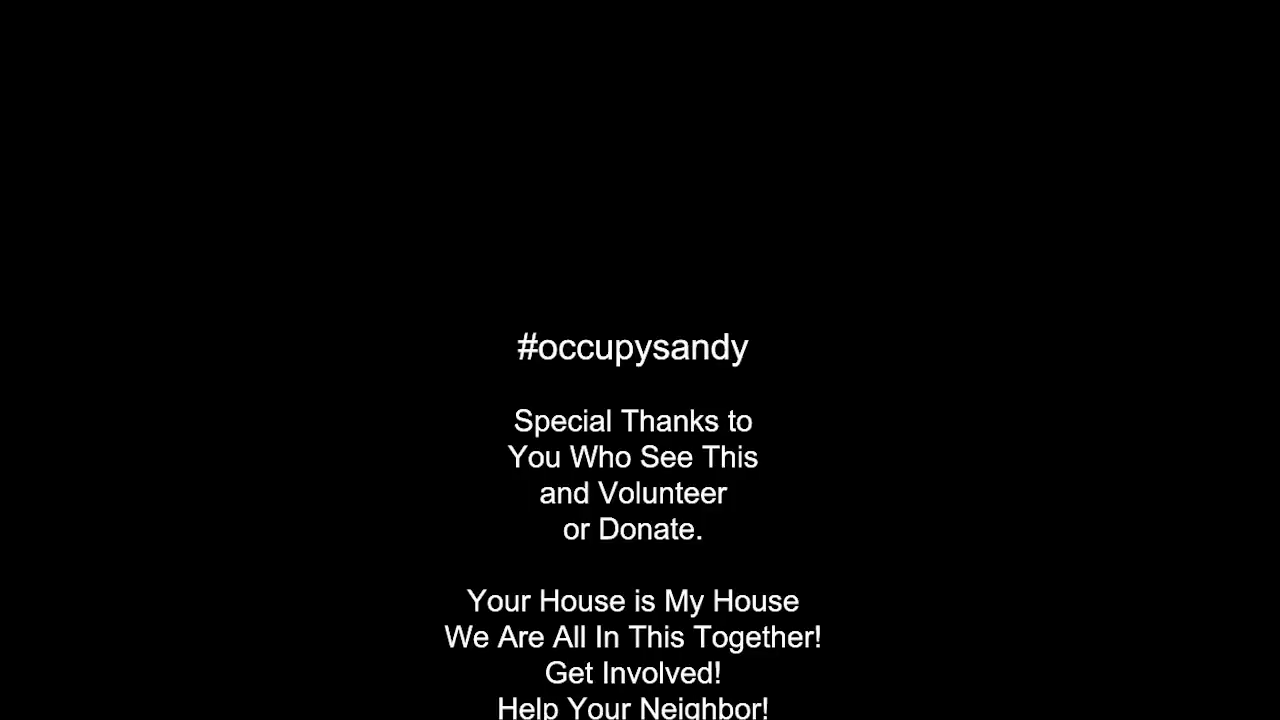 #occupysandy
Special Thanks to
You Who See This
and Volunteer
or Donate.
Your House is My House
We Are All In This Together!
Get Involved!
Help Your Neighbor!